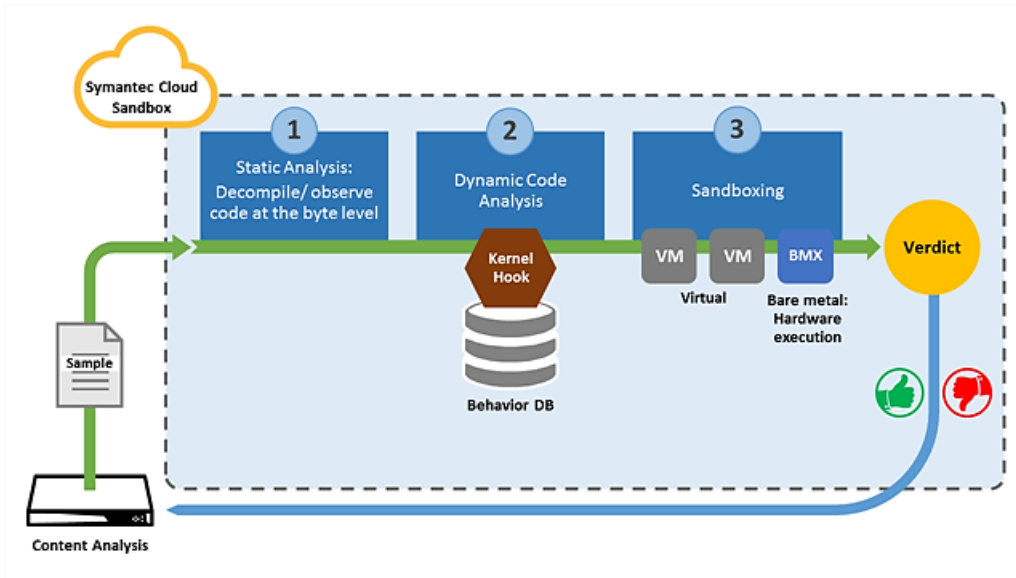 Symantec Cloud
Sandbox
1
Static Analysis:
Decompile/ observe
code at the byte level
2
Dynamic Code
Analysis
3
Sandboxing
Kernel
Hook
Behavior DB
VM
VM
BMX
Virtual
Bare metal:
Hardware
execution
Verdict
Sample
Content Analysis